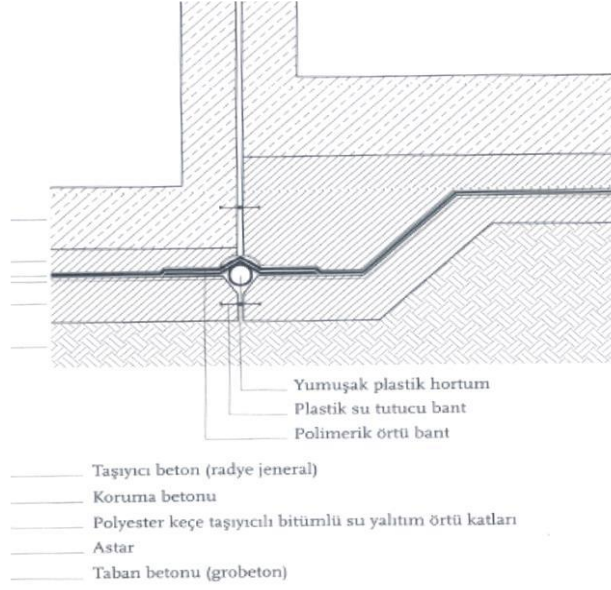 Yumuşak plastik hortum
Plastik su tutucu bant
Polimerik örtü bant
Taşıyıcı beton (radye jeneral)
Koruma betonu
Polyester keçe taşıyıcılı bitümlü su yalıtım örtü katları
Astar
Taban betonu (grobeton)